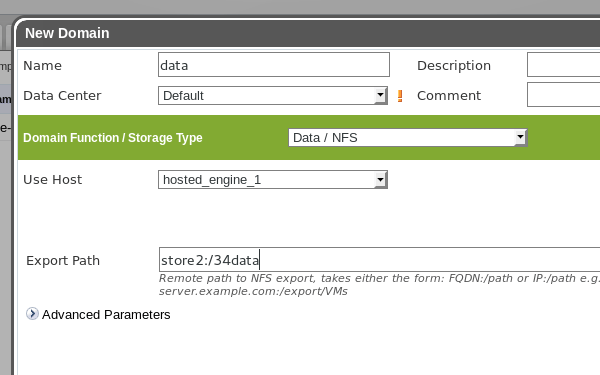 New Domain
Name data Description
Data Center Default Comment
Domain Function / Storage Type Data / NFS
Use Host hosted_engine_1
Export Path store2:/34data
Remote path to NFS export, takes either the form: FQDN:/path or IP:/path e.g.
server.example.com:/export/VMs
Advanced Parameters